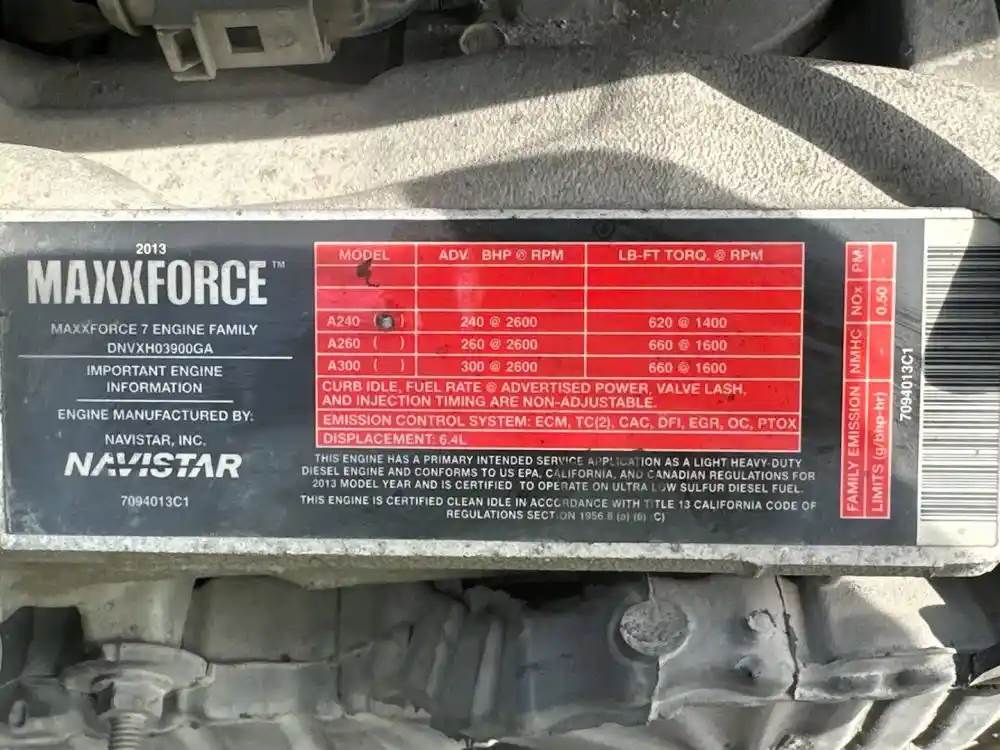 2013
MAXXFORCE™
MAXXFORCE 7 ENGINE FAMILY
DNVXH03900GA
IMPORTANT ENGINE
INFORMATION
ENGINE MANUFACTURED BY:
NAVISTAR, INC.
NAVISTAR
7094013C1
MODEL ADV. BHP @ RPM LB-FT TORQ. @ RPM
A240 ( ) 240 @ 2600 620 @ 1400
A260 ( ) 260 @ 2600 660 @ 1600
A300 ( ) 300 @ 2600 660 @ 1600
CURB IDLE, FUEL RATE @ ADVERTISED POWER, VALVE LASH,
AND INJECTION TIMING ARE NON-ADJUSTABLE.
EMISSION CONTROL SYSTEM: ECM, TC(2), CAC, DFI, EGR, OC, PTOX
DISPLACEMENT: 6.4L
THIS ENGINE HAS A PRIMARY INTENDED SERVICE APPLICATION AS A LIGHT HEAVY-DUTY
DIESEL ENGINE AND CONFORMS TO US EPA, CALIFORNIA, AND CANADIAN REGULATIONS FOR
2013 MODEL YEAR AND IS CERTIFIED TO OPERATE ON ULTRA LOW SULFUR DIESEL FUEL.
THIS ENGINE IS CERTIFIED CLEAN IDLE IN ACCORDANCE WITH TITLE 13 CALIFORNIA CODE OF
REGULATIONS SECTION 1956.8 (a) (6) (C)
FAMILY EMISSION NMHC NOx PM
LIMITS (g/bhp-hr) - 0.50 -
7094013C1